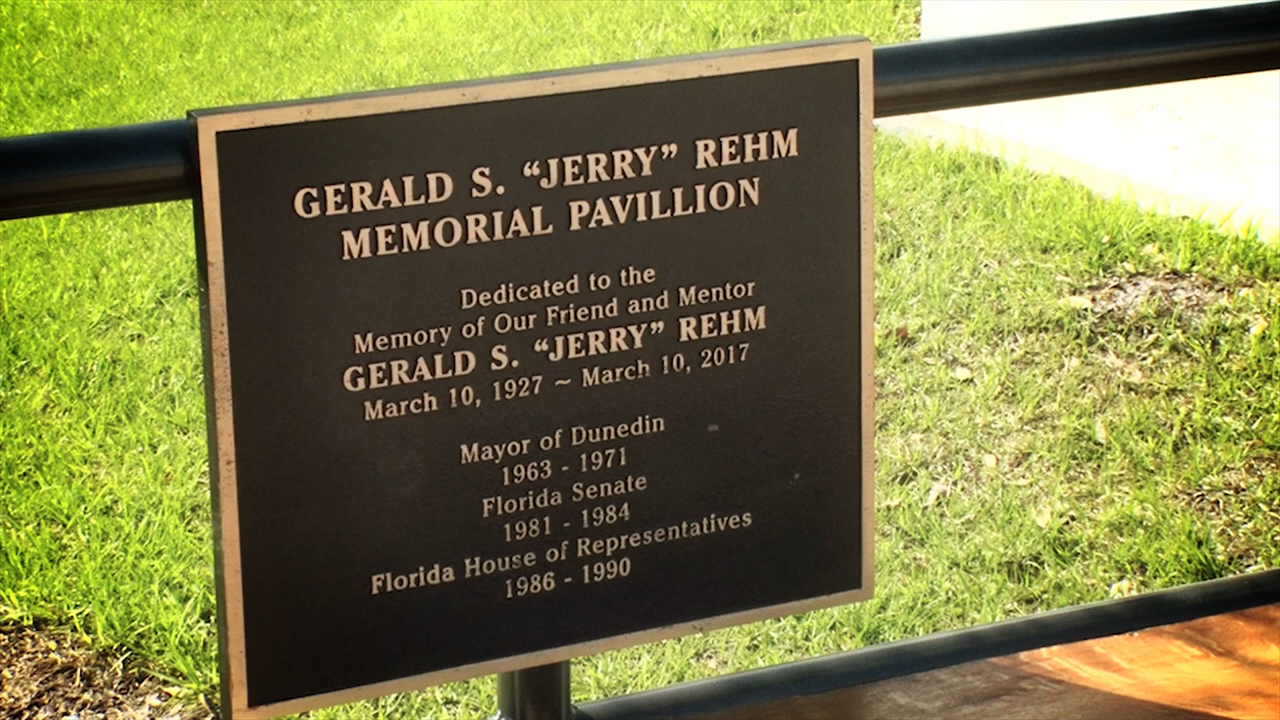 GERALD S. “JERRY” REHM
MEMORIAL PAVILLION
Dedicated to the
Memory of Our Friend and Mentor
GERALD S. “JERRY” REHM
March 10, 1927 ~ March 10, 2017
Mayor of Dunedin
1963 - 1971
Florida Senate
1981 - 1984
Florida House of Representatives
1986 - 1990